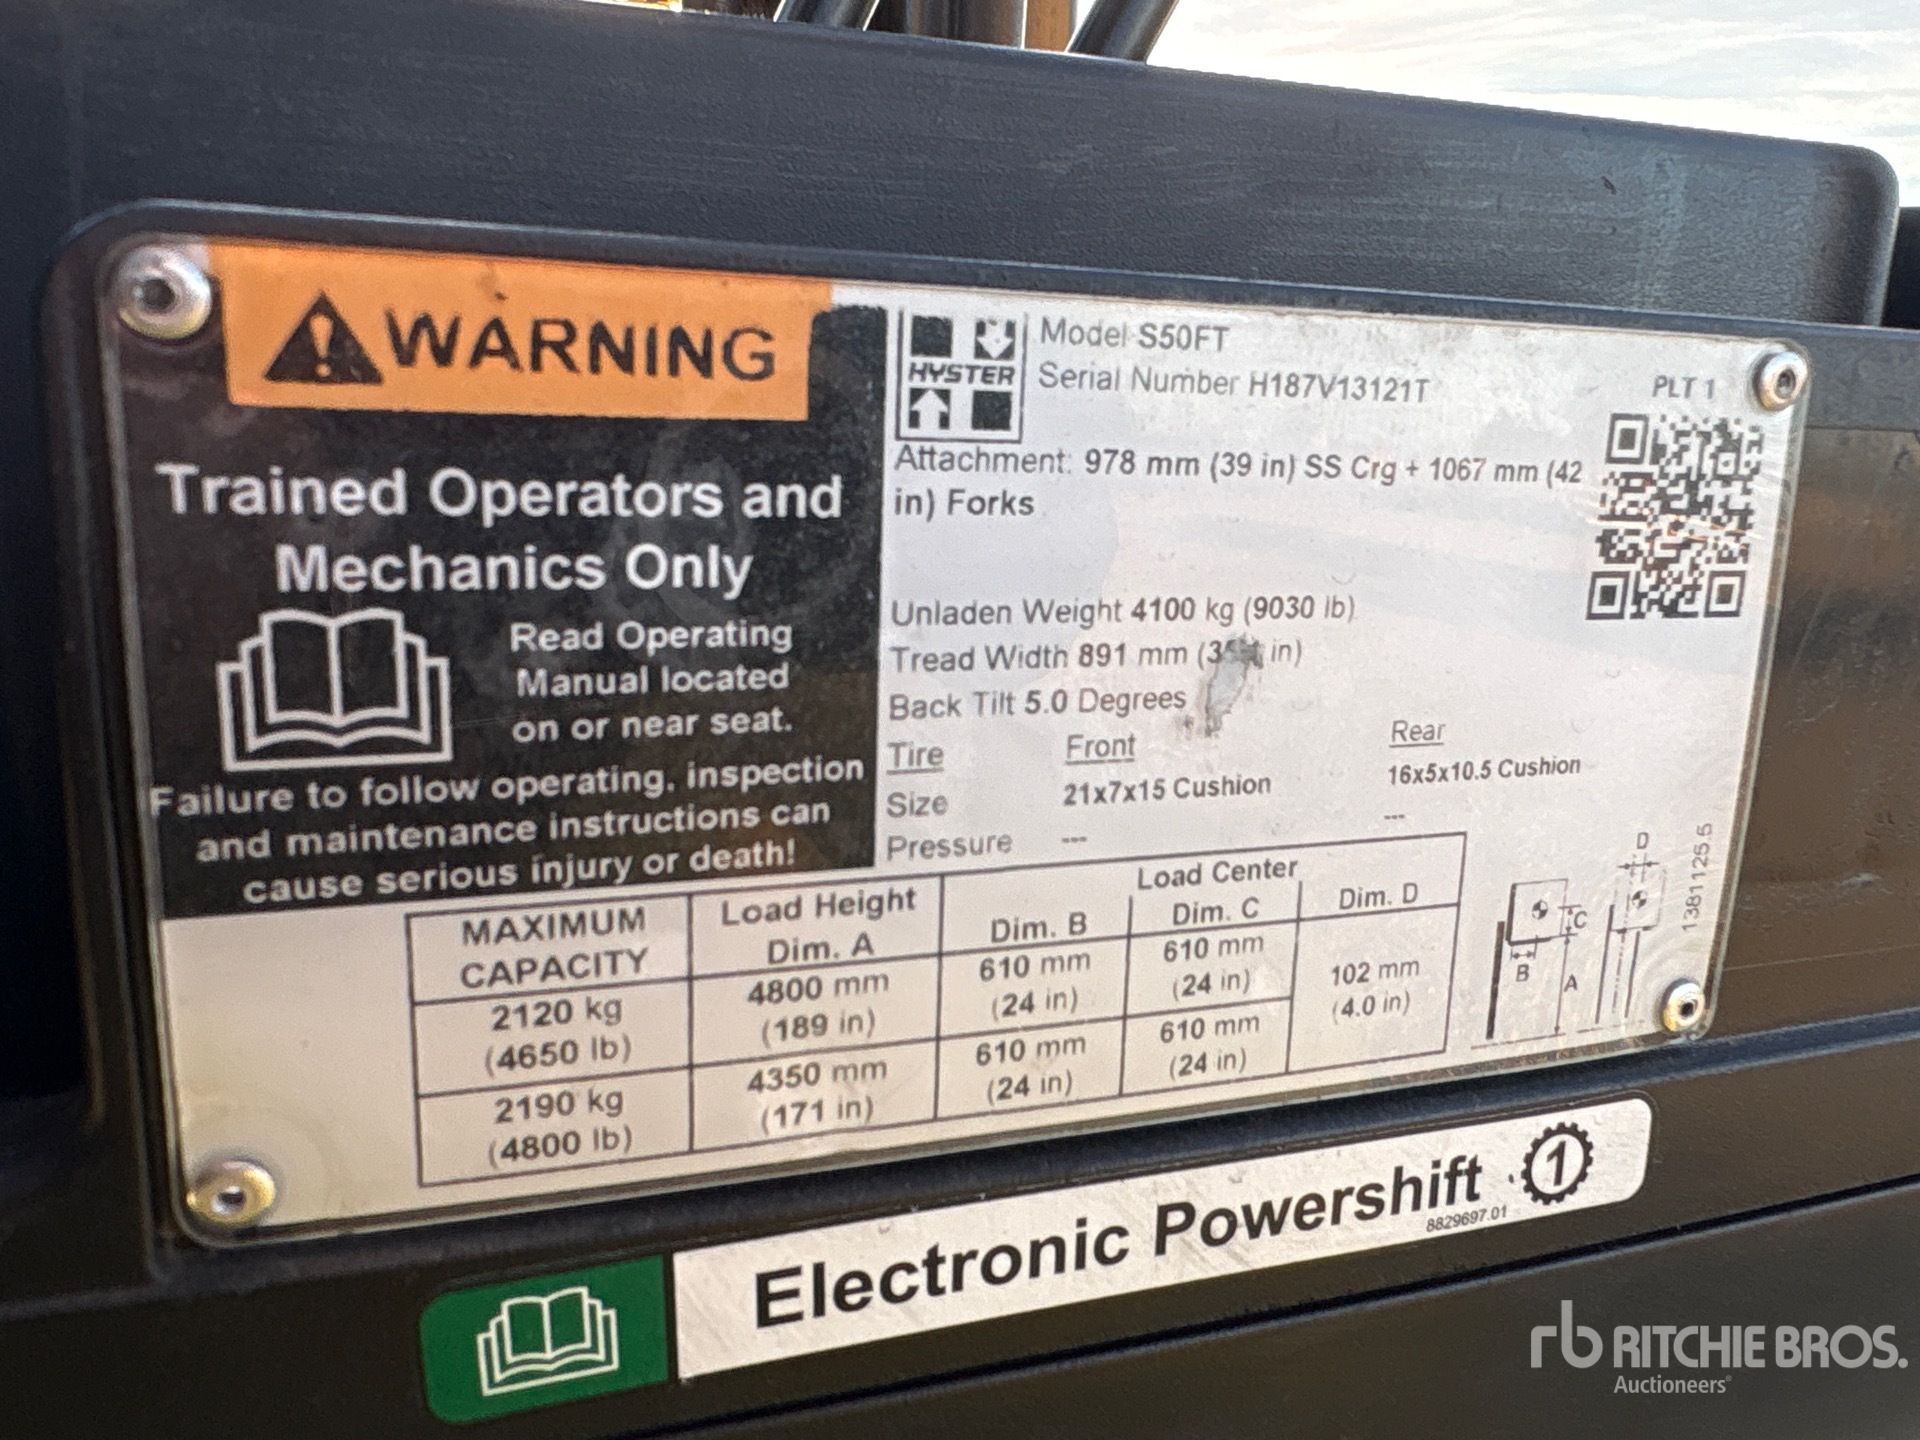 WARNING
Trained Operators and
Mechanics Only
Read Operating
Manual located
on or near seat.
Failure to follow operating, inspection
and maintenance instructions can
cause serious injury or death!
HYSTER
Model S50FT
Serial Number H187V13121T
PLT 1
Attachment: 978 mm (39 in) SS Crg + 1067 mm (42
in) Forks
Unladen Weight 4100 kg (9030 lb)
Tread Width 891 mm ( in)
Back Tilt 5.0 Degrees
Tire Front Rear
Size 21x7x15 Cushion 16x5x10.5 Cushion
Pressure --- ---
MAXIMUM
CAPACITY
Load Height
Dim. A
Load Center
Dim. B Dim. C Dim. D
2120 kg
(4650 lb)
4800 mm
(189 in)
610 mm
(24 in)
610 mm
(24 in)
102 mm
(4.0 in)
2190 kg
(4800 lb)
4350 mm
(171 in)
610 mm
(24 in)
610 mm
(24 in)
D
C
B
A
1381125.5
Electronic Powershift 1
8829697.01
rb RITCHIE BROS.
Auctioneers